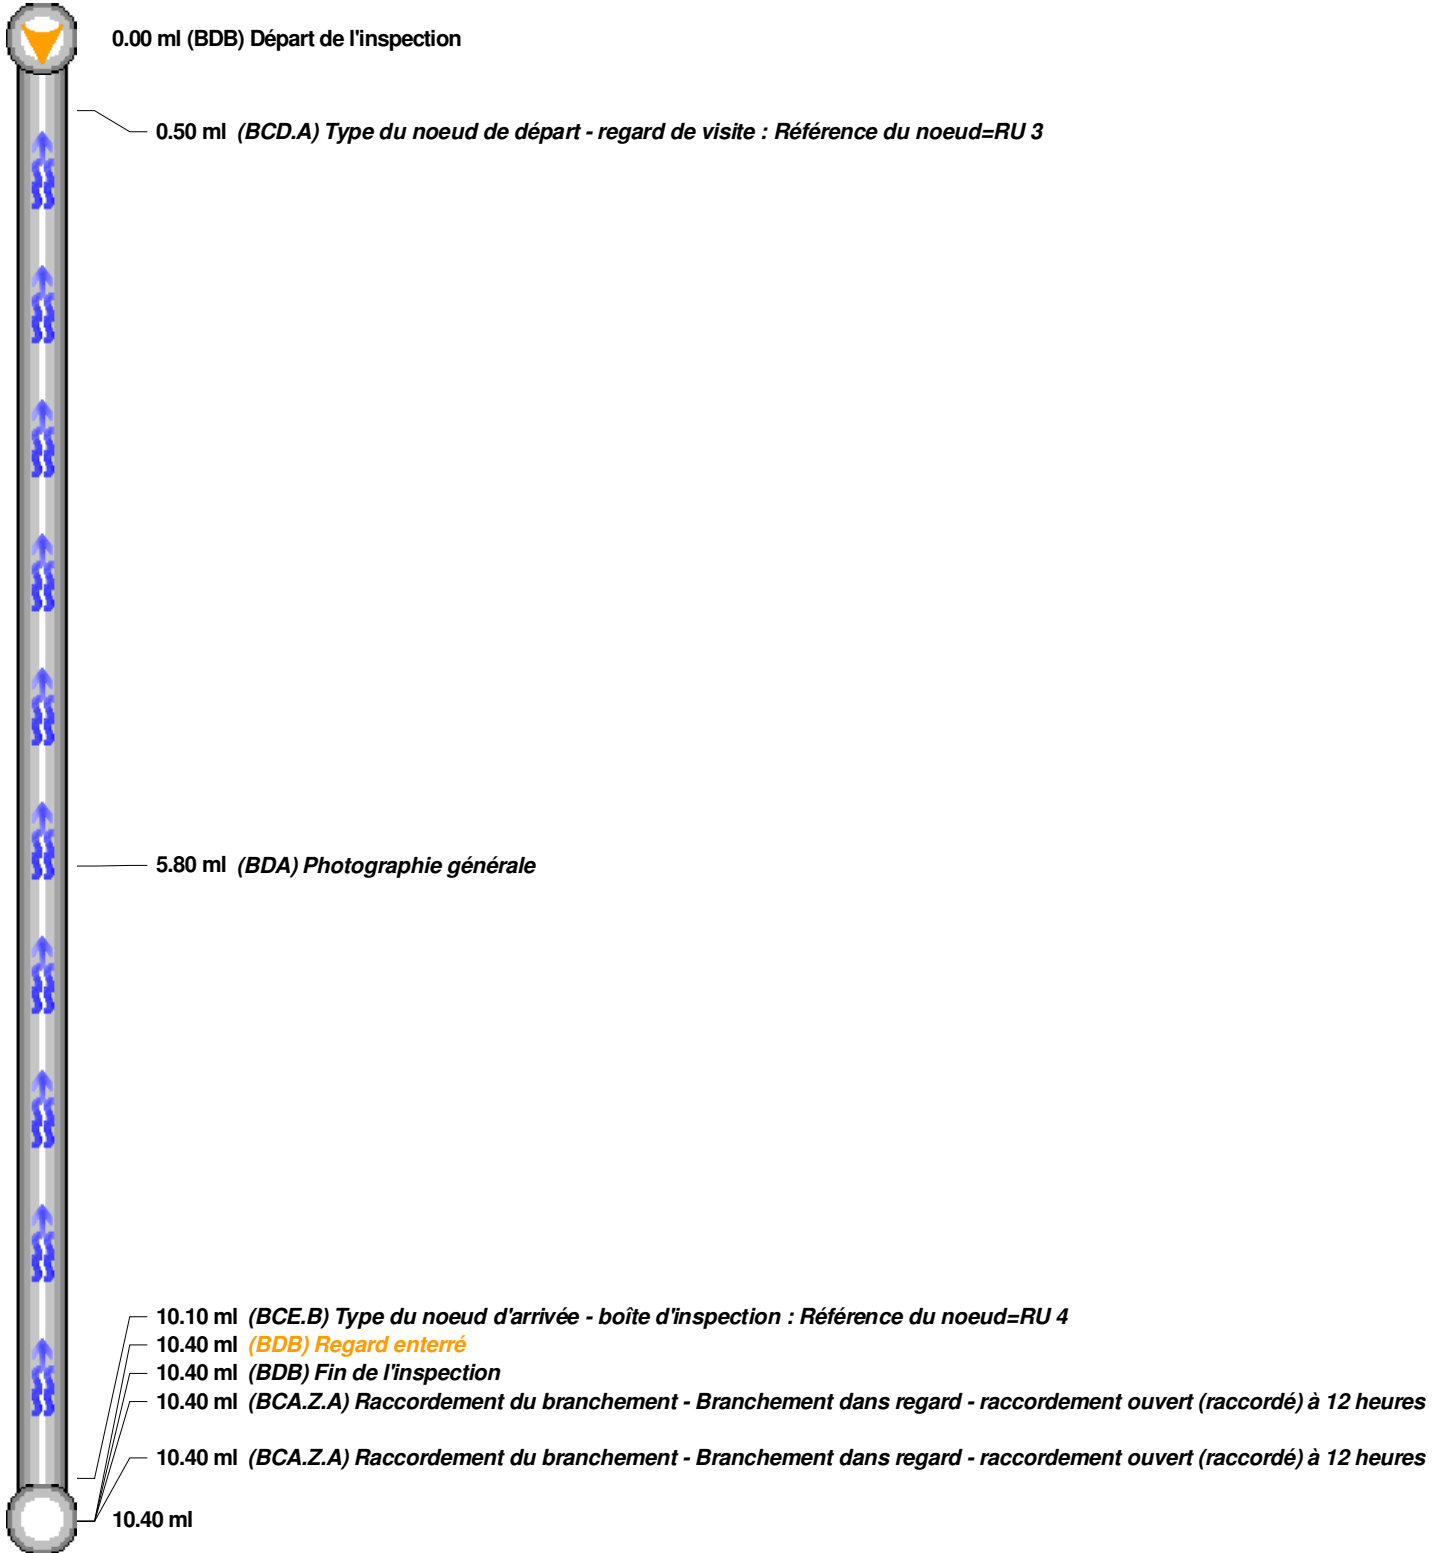 0.00 ml (BDB) Départ de l'inspection
0.50 ml (BCD.A) Type du noeud de départ - regard de visite : Référence du noeud=RU 3
5.80 ml (BDA) Photographie générale
10.10 ml (BCE.B) Type du noeud d'arrivée - boîte d'inspection : Référence du noeud=RU 4
10.40 ml (BDB) Regard enterré
10.40 ml (BDB) Fin de l'inspection
10.40 ml (BCA.Z.A) Raccordement du branchement - Branchement dans regard - raccordement ouvert (raccordé) à 12 heures
10.40 ml (BCA.Z.A) Raccordement du branchement - Branchement dans regard - raccordement ouvert (raccordé) à 12 heures
10.40 ml